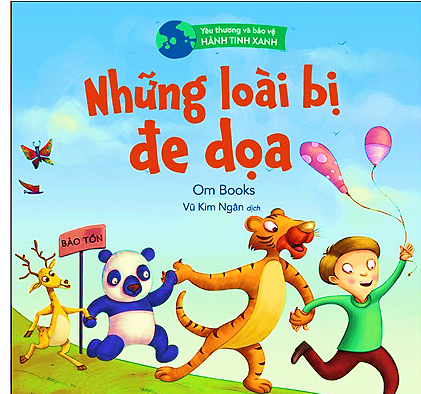 Yêu thương và bảo vệ
HÀNH TINH XANH
Những loài bị
đe dọa
Om Books
Vũ Kim Ngân dịch
BẢO TỒN